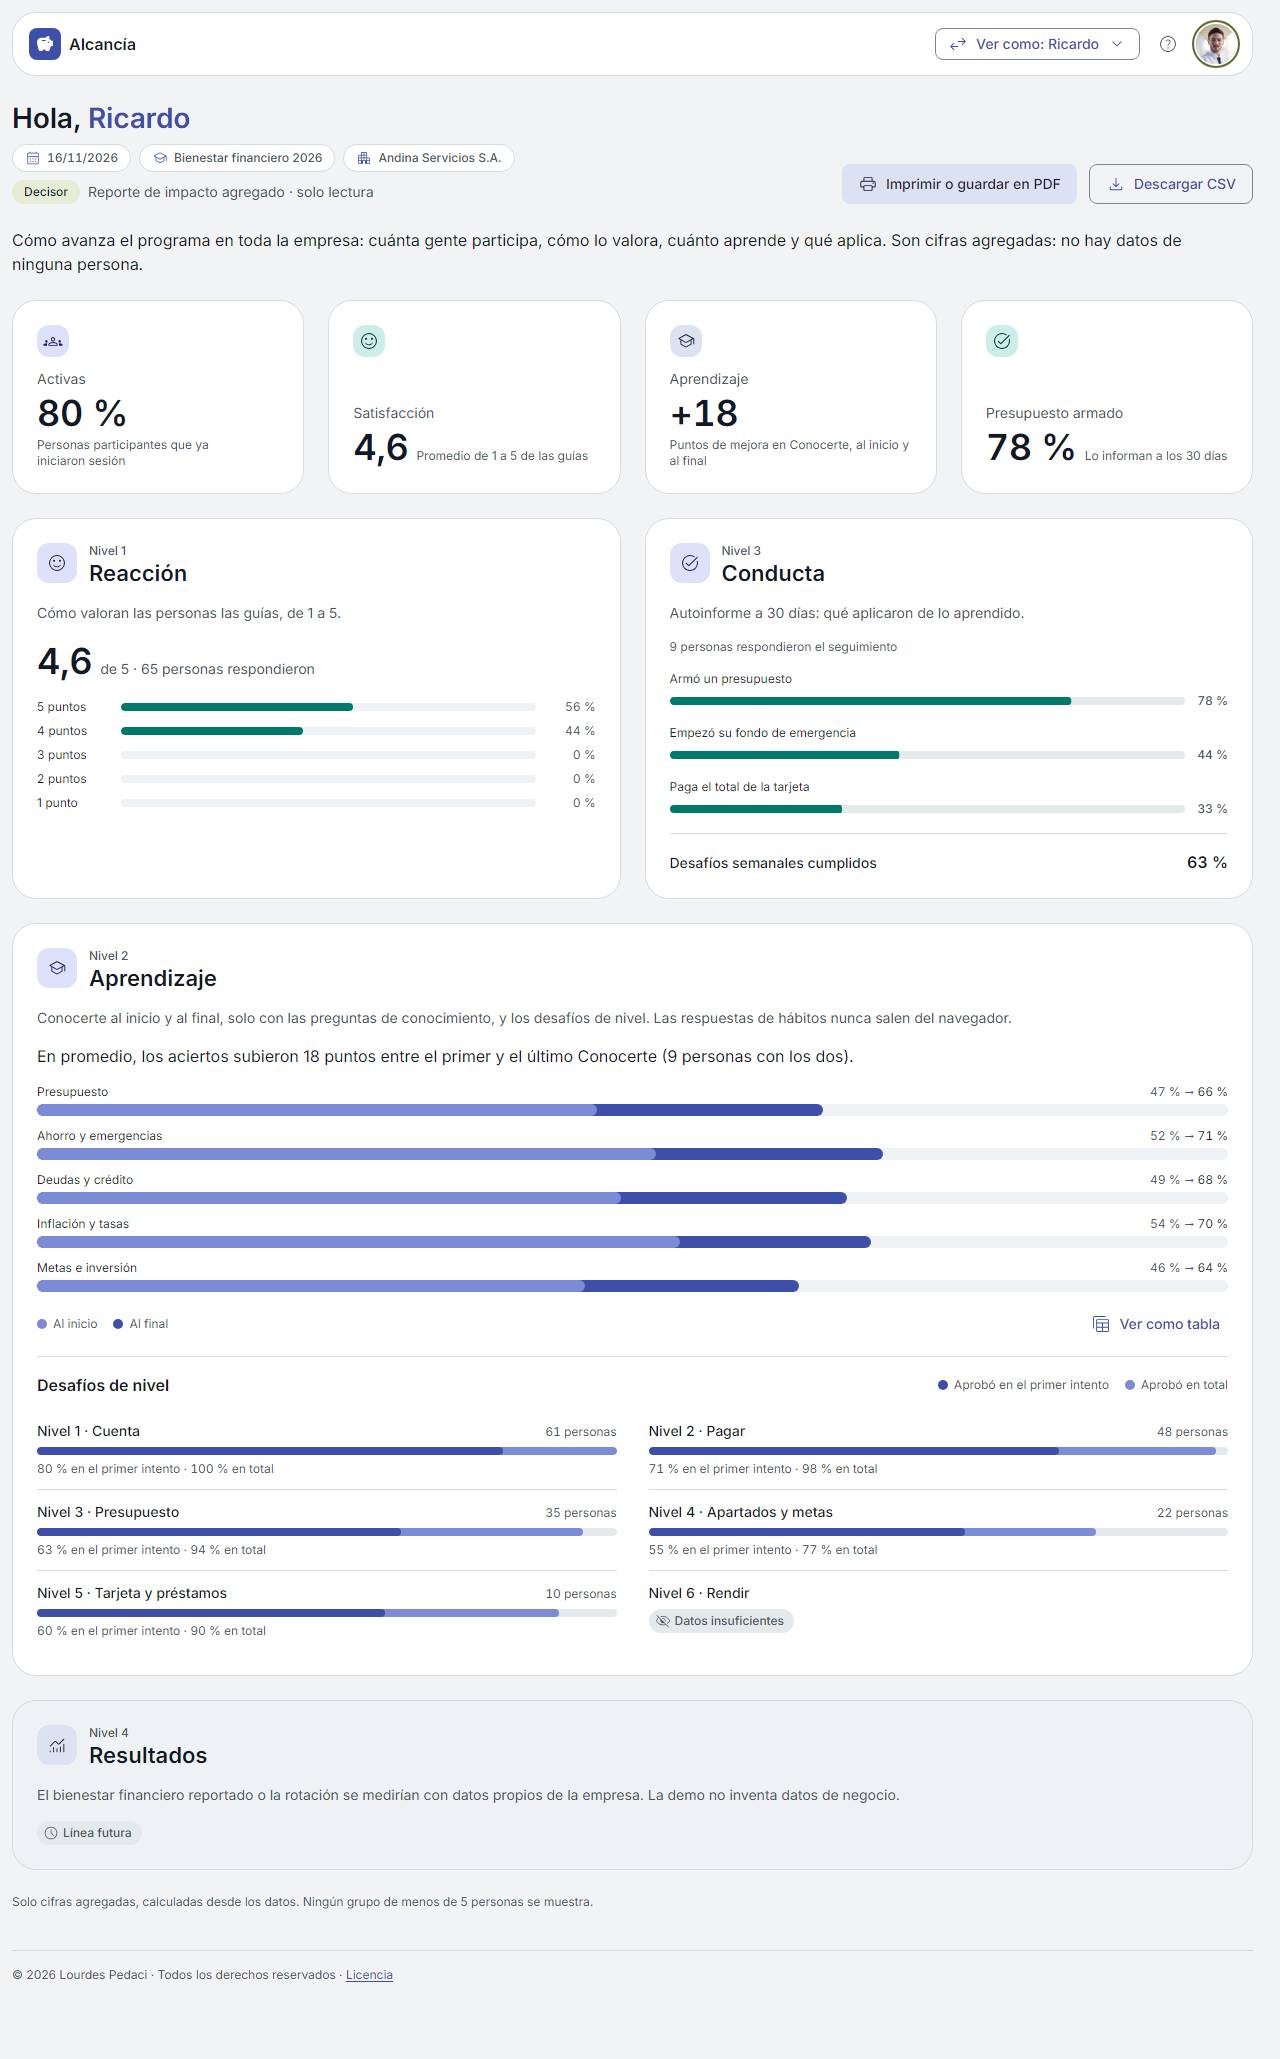 Alcancía
Ver como: Ricardo
Hola, Ricardo
16/11/2026
Bienestar financiero 2026
Andina Servicios S.A.
Decisor
Reporte de impacto agregado · solo lectura
Imprimir o guardar en PDF
Descargar CSV
Cómo avanza el programa en toda la empresa: cuánta gente participa, cómo lo valora, cuánto aprende y qué aplica. Son cifras agregadas: no hay datos de
ninguna persona.
Activas
80 %
Personas participantes que ya
iniciaron sesión
Satisfacción
4,6 Promedio de 1 a 5 de las guías
Aprendizaje
+18
Puntos de mejora en Conocerte, al inicio y
al final
Presupuesto armado
78 % Lo informan a los 30 días
Nivel 1
Reacción
Cómo valoran las personas las guías, de 1 a 5.
4,6 de 5 · 65 personas respondieron
5 puntos 56 %
4 puntos 44 %
3 puntos 0 %
2 puntos 0 %
1 punto 0 %
Nivel 3
Conducta
Autoinforme a 30 días: qué aplicaron de lo aprendido.
9 personas respondieron el seguimiento
Armó un presupuesto
78 %
Empezó su fondo de emergencia
44 %
Paga el total de la tarjeta
33 %
Desafíos semanales cumplidos 63 %
Nivel 2
Aprendizaje
Conocerte al inicio y al final, solo con las preguntas de conocimiento, y los desafíos de nivel. Las respuestas de hábitos nunca salen del navegador.
En promedio, los aciertos subieron 18 puntos entre el primer y el último Conocerte (9 personas con los dos).
Presupuesto 47 % → 66 %
Ahorro y emergencias 52 % → 71 %
Deudas y crédito 49 % → 68 %
Inflación y tasas 54 % → 70 %
Metas e inversión 46 % → 64 %
Al inicio Al final
Ver como tabla
Desafíos de nivel
Aprobó en el primer intento Aprobó en total
Nivel 1 · Cuenta 61 personas
80 % en el primer intento · 100 % en total
Nivel 2 · Pagar 48 personas
71 % en el primer intento · 98 % en total
Nivel 3 · Presupuesto 35 personas
63 % en el primer intento · 94 % en total
Nivel 4 · Apartados y metas 22 personas
55 % en el primer intento · 77 % en total
Nivel 5 · Tarjeta y préstamos 10 personas
60 % en el primer intento · 90 % en total
Nivel 6 · Rendir
Datos insuficientes
Nivel 4
Resultados
El bienestar financiero reportado o la rotación se medirían con datos propios de la empresa. La demo no inventa datos de negocio.
Línea futura
Solo cifras agregadas, calculadas desde los datos. Ningún grupo de menos de 5 personas se muestra.
© 2026 Lourdes Pedaci · Todos los derechos reservados · Licencia